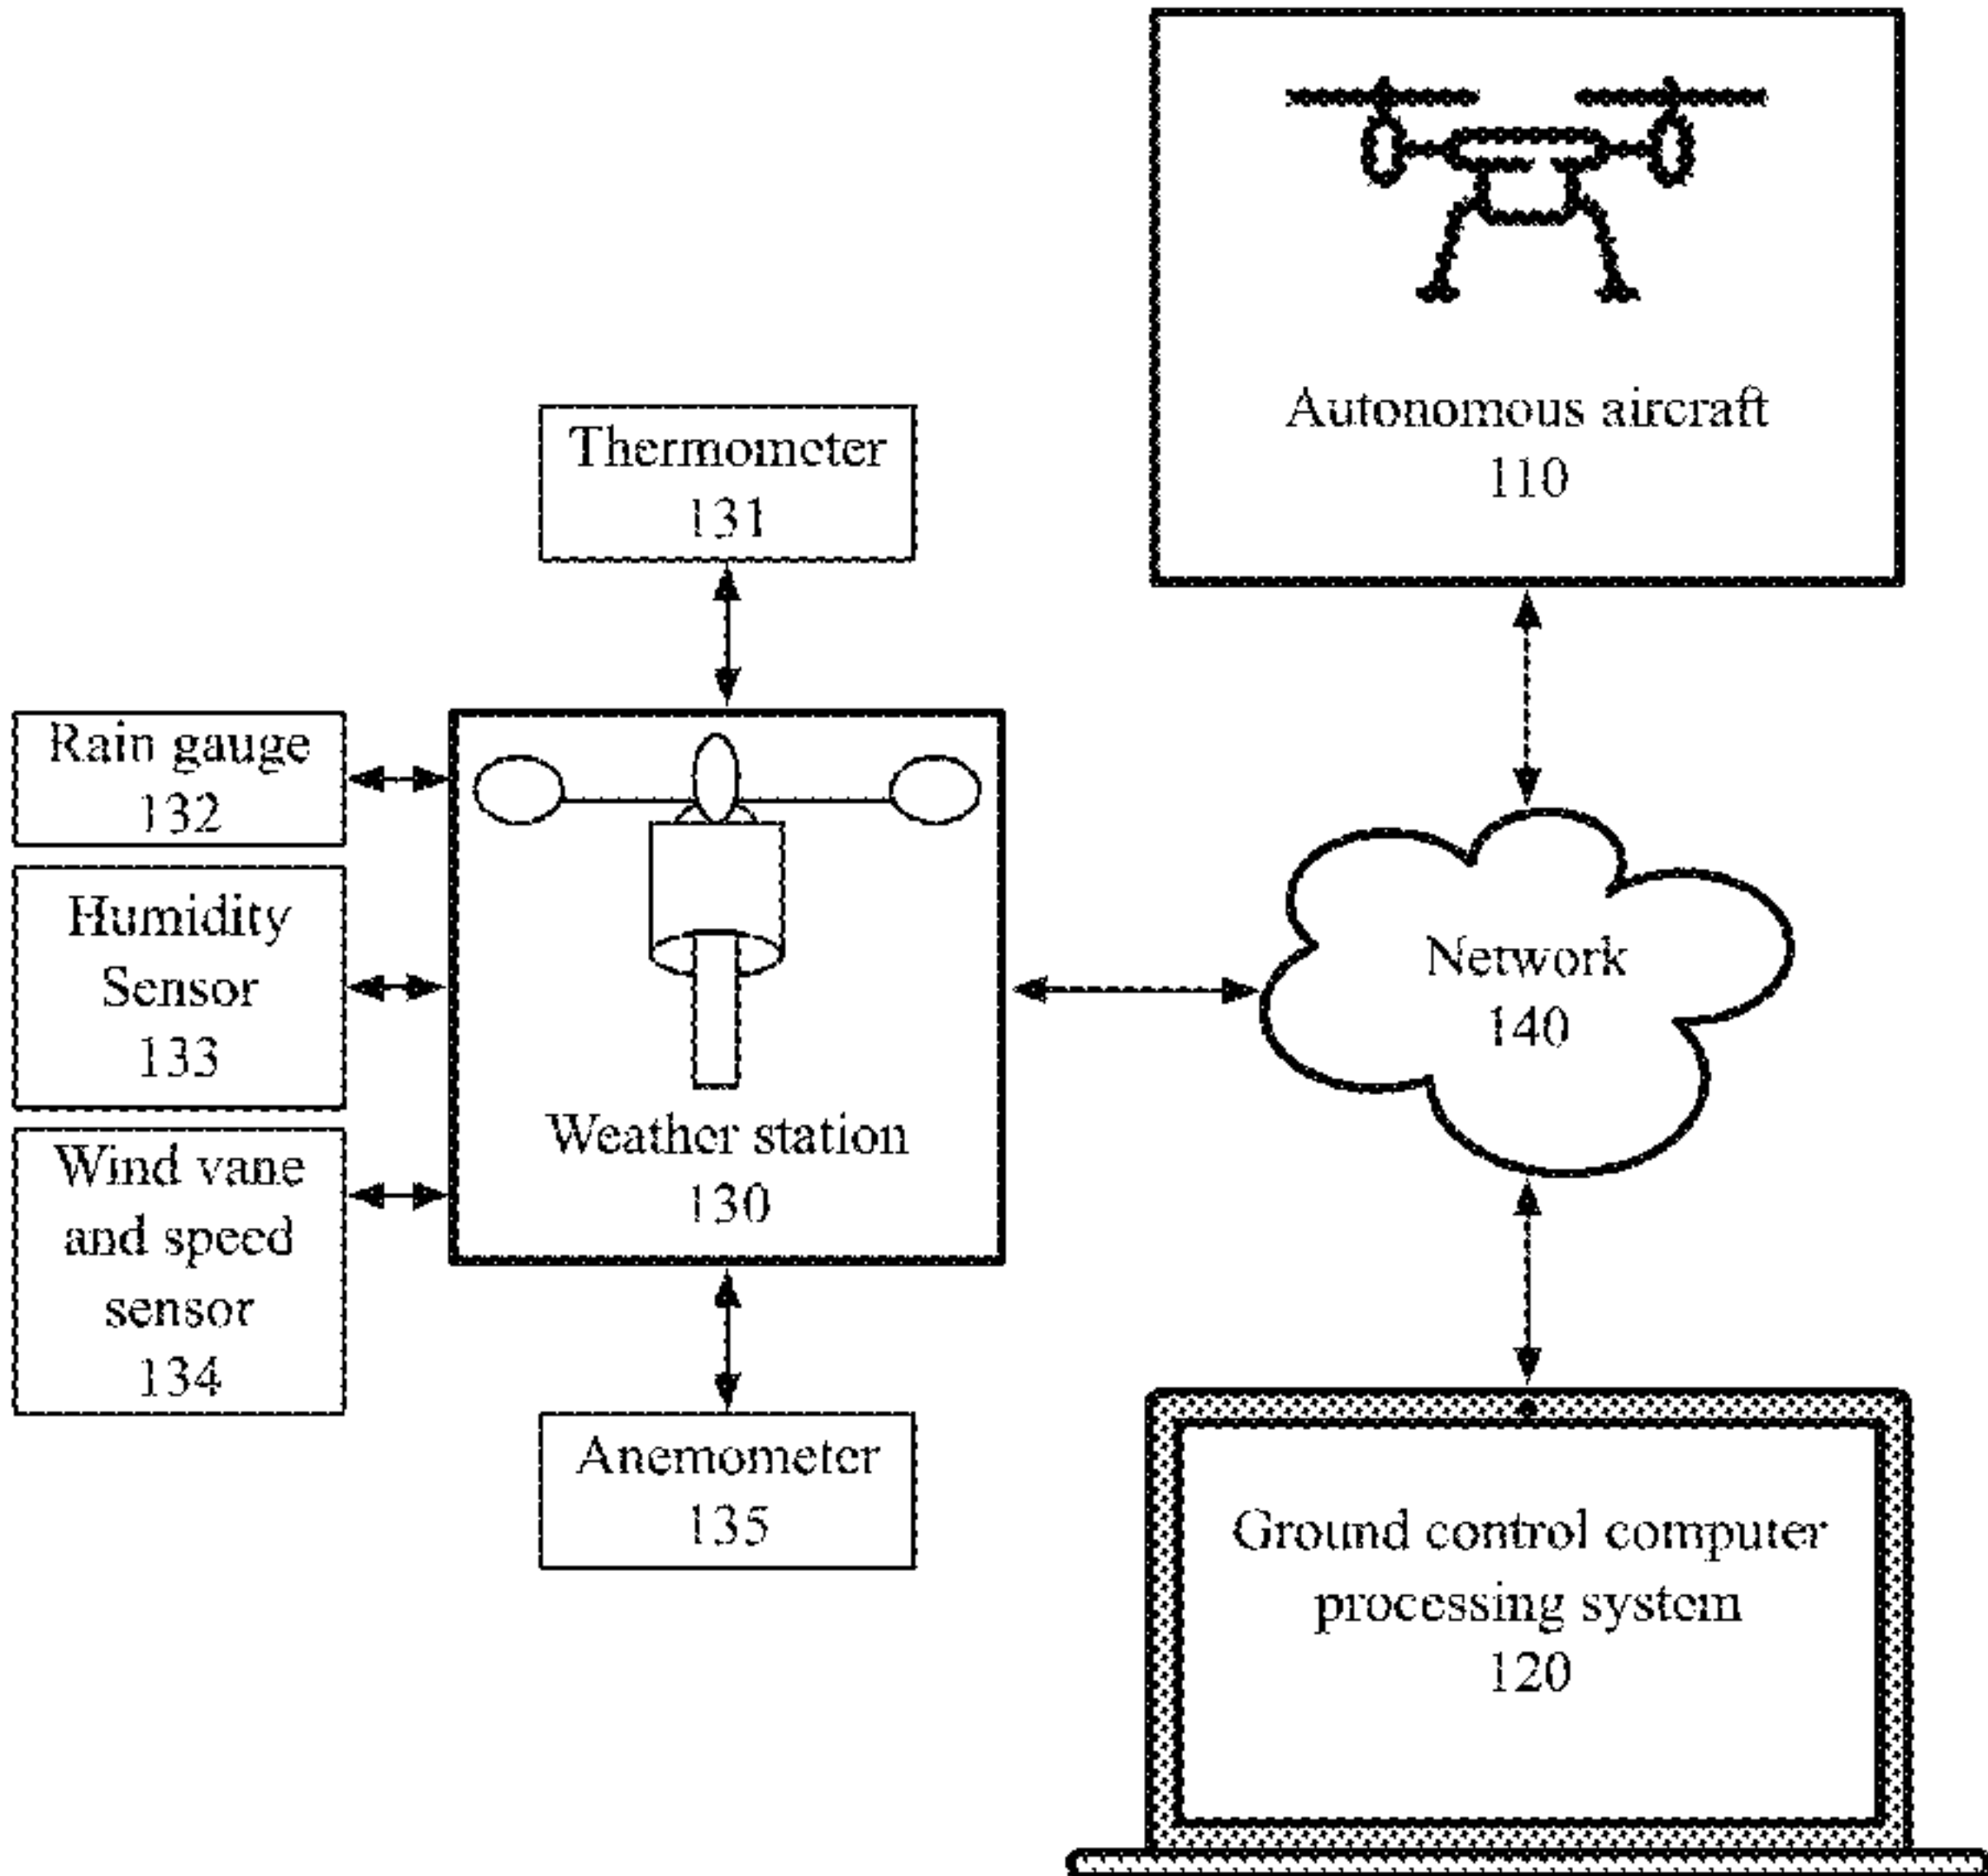 Autonomous aircraft
110
Thermometer
131
Rain gauge
132
Humidity
Sensor
133
Wind vane
and speed
sensor
134
Weather station
130
Network
140
Anemometer
135
Ground control computer
processing system
120